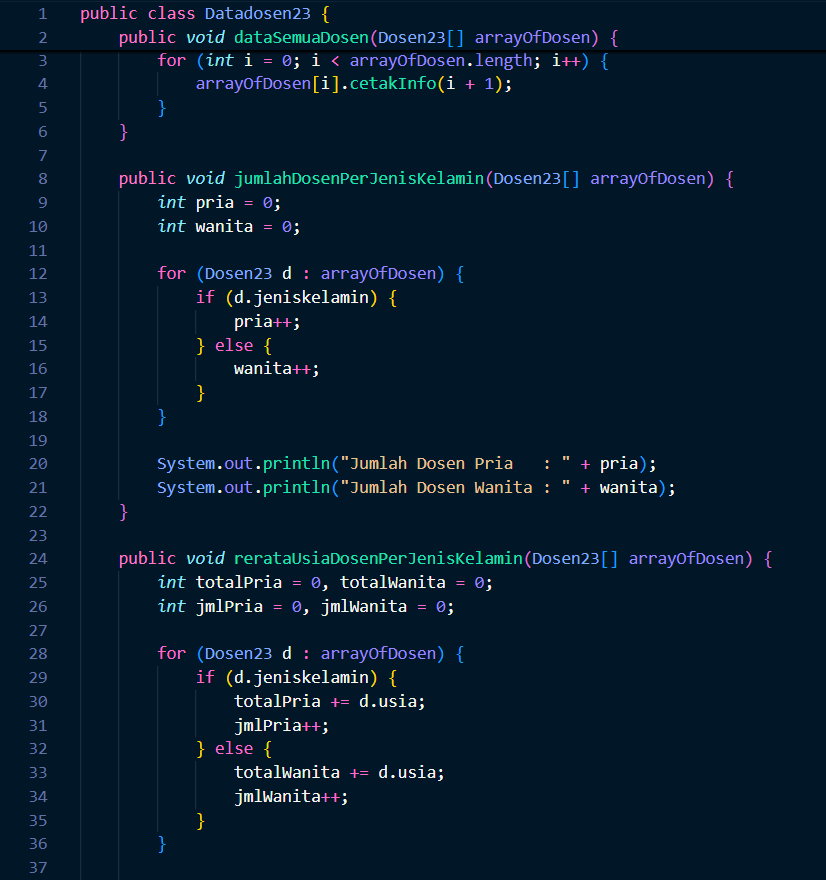 1 public class Datadosen23 {
2 public void dataSemuaDosen(Dosen23[] arrayOfDosen) {
3 for (int i = 0; i < arrayOfDosen.length; i++) {
4 arrayOfDosen[i].cetakInfo(i + 1);
5 }
6 }
7
8 public void jumlahDosenPerJenisKelamin(Dosen23[] arrayOfDosen) {
9 int pria = 0;
10 int wanita = 0;
11
12 for (Dosen23 d : arrayOfDosen) {
13 if (d.jeniskelamin) {
14 pria++;
15 } else {
16 wanita++;
17 }
18 }
19
20 System.out.println("Jumlah Dosen Pria   : " + pria);
21 System.out.println("Jumlah Dosen Wanita : " + wanita);
22 }
23
24 public void rerataUsiaDosenPerJenisKelamin(Dosen23[] arrayOfDosen) {
25 int totalPria = 0, totalWanita = 0;
26 int jmlPria = 0, jmlWanita = 0;
27
28 for (Dosen23 d : arrayOfDosen) {
29 if (d.jeniskelamin) {
30 totalPria += d.usia;
31 jmlPria++;
32 } else {
33 totalWanita += d.usia;
34 jmlWanita++;
35 }
36 }
37